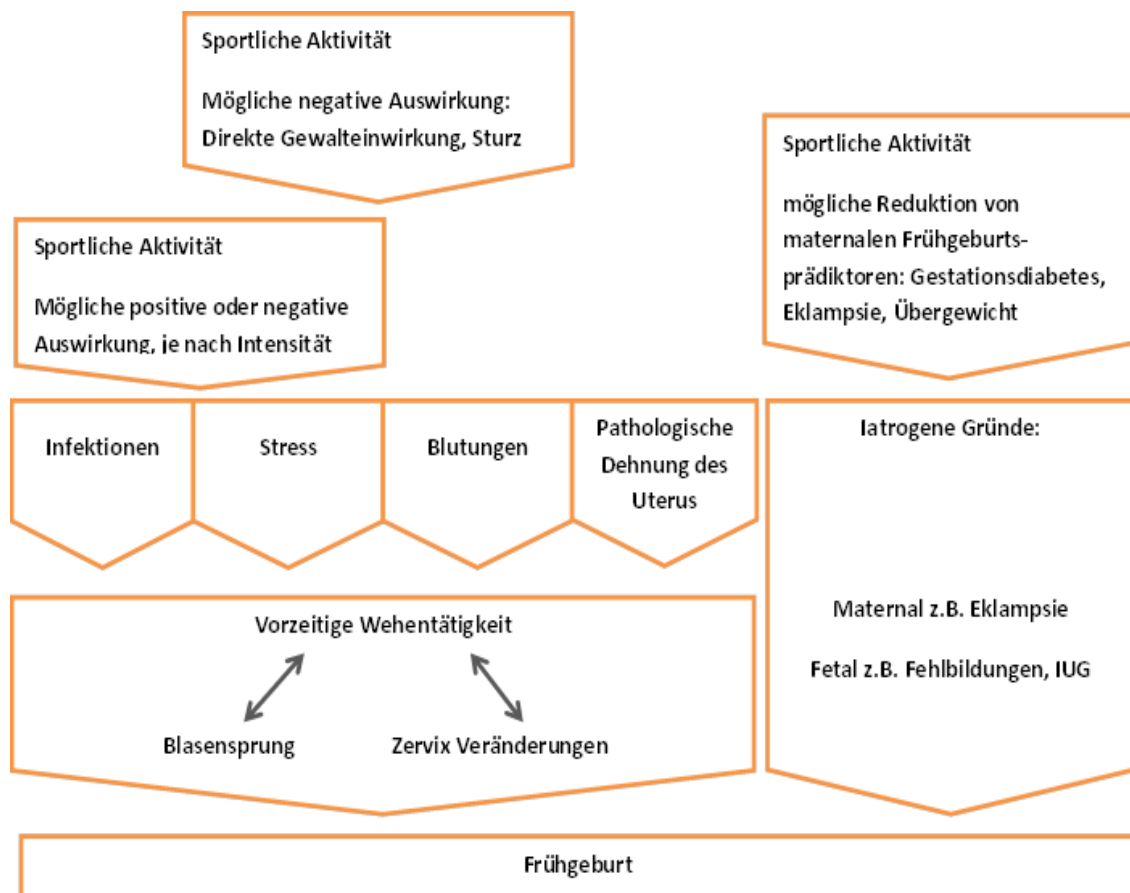 Sportliche Aktivität
Mögliche negative Auswirkung:
Direkte Gewalteinwirkung, Sturz
Sportliche Aktivität
mögliche Reduktion von
maternalen Frühgeburts-
prädiktoren: Gestationsdiabetes,
Eklampsie, Übergewicht
Sportliche Aktivität
Mögliche positive oder negative
Auswirkung, je nach Intensität
Infektionen
Stress
Blutungen
Pathologische
Dehnung des
Uterus
Iatrogene Gründe:
Maternal z.B. Eklampsie
Fetal z.B. Fehlbildungen, IUG
Vorzeitige Wehentätigkeit
Blasensprung
Zervix Veränderungen
Frühgeburt